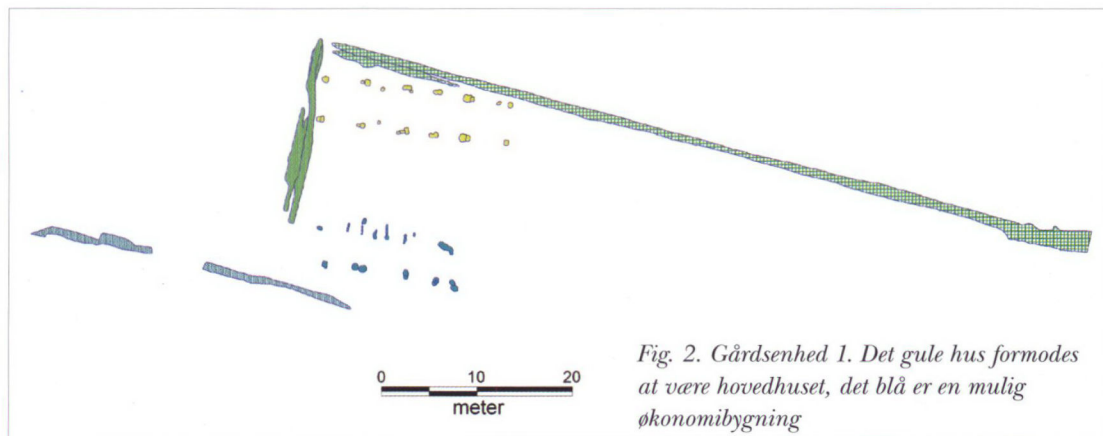 Fig. 2. Gårdsenhed 1. Det gule hus formodes
at være hovedhuset, det blå er en mulig
økonomibygning
0 10 20
meter